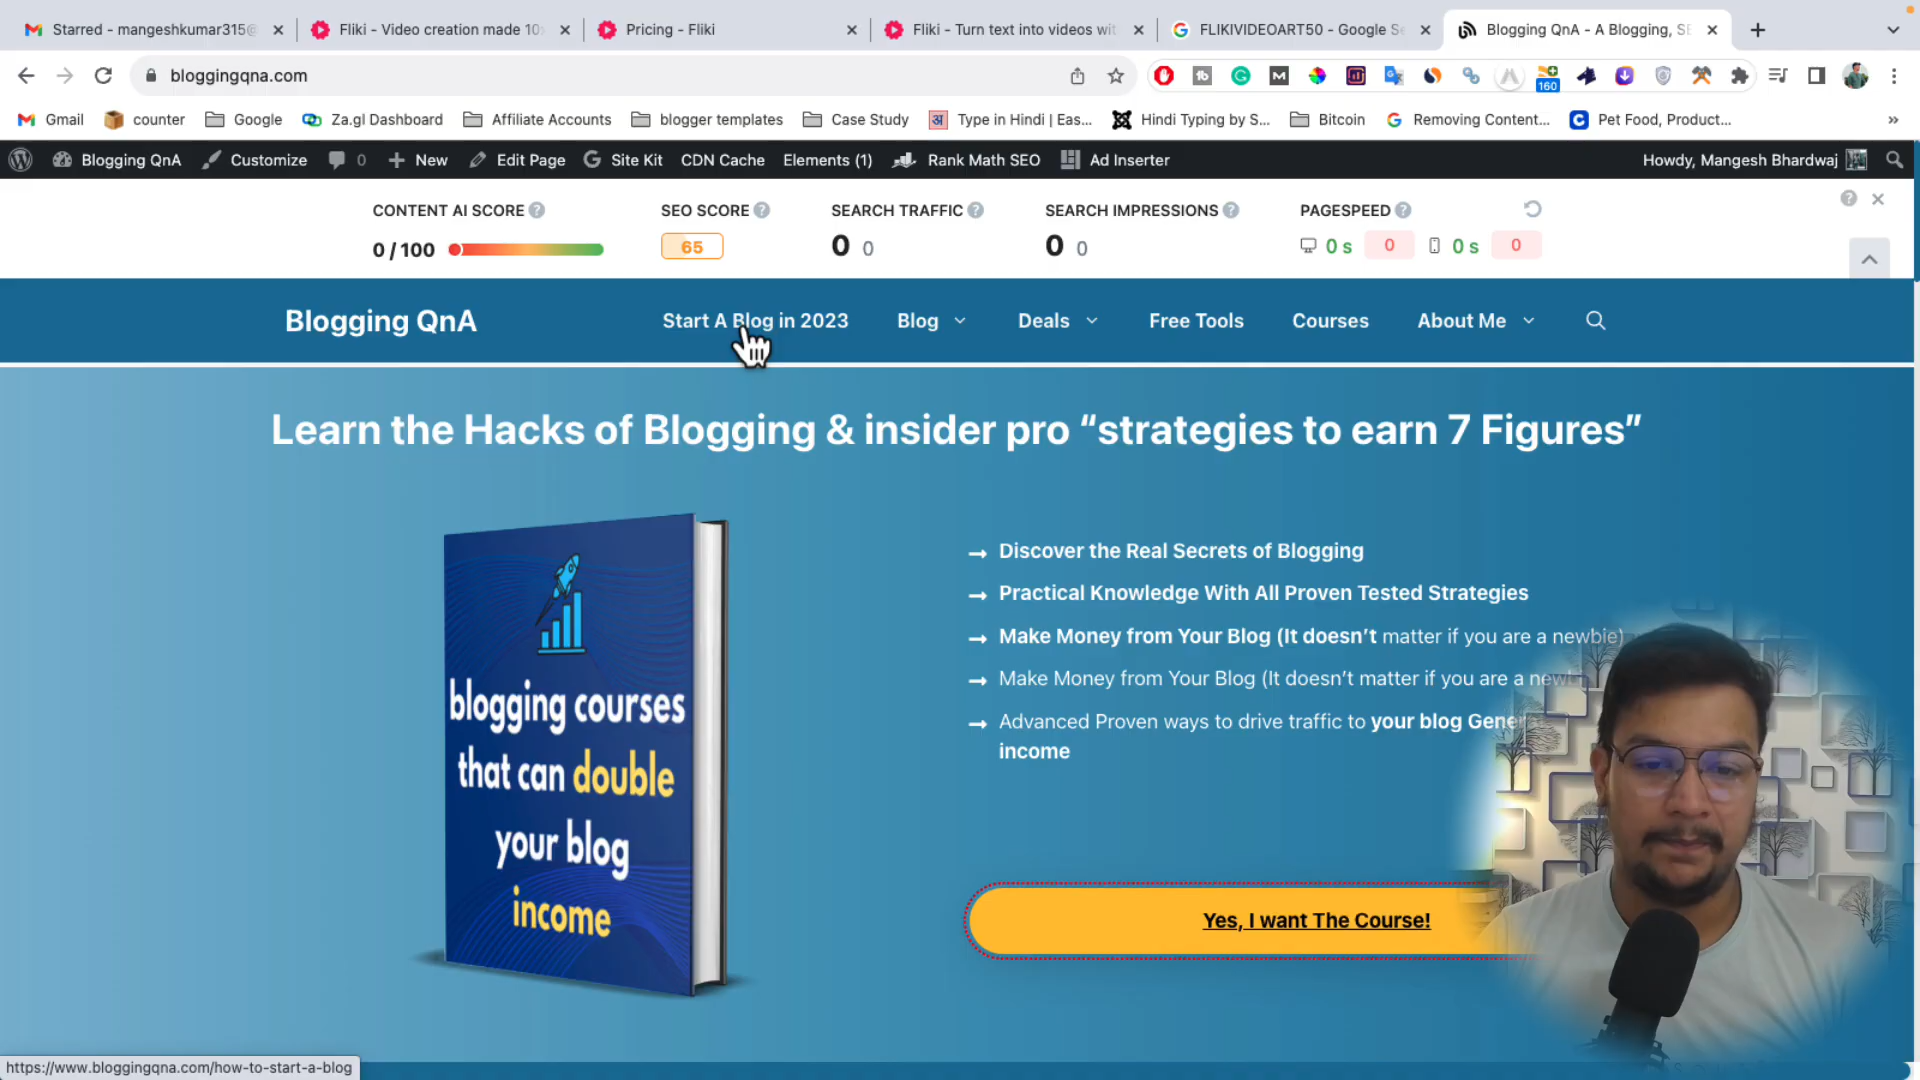 Starred - mangeshkumar315@
Fliki - Video creation made 10x
Pricing - Fliki
Fliki - Turn text into videos wit
FLIKIVIDEOART50 - Google Se
Blogging QnA - A Blogging, SE
bloggingqna.com
160
Gmail
counter
Google
Za.gl Dashboard
Affiliate Accounts
blogger templates
Case Study
Type in Hindi | Eas...
Hindi Typing by S...
Bitcoin
Removing Content...
Pet Food, Product...
Blogging QnA
Customize
0
New
Edit Page
Site Kit
CDN Cache
Elements (1)
Rank Math SEO
Ad Inserter
Howdy, Mangesh Bhardwaj
CONTENT AI SCORE
SEO SCORE
SEARCH TRAFFIC
SEARCH IMPRESSIONS
PAGESPEED
0 / 100
65
0 0
0 0
0 s 0
0 s 0
Blogging QnA
Start A Blog in 2023
Blog
Deals
Free Tools
Courses
About Me
Learn the Hacks of Blogging & insider pro “strategies to earn 7 Figures”
blogging courses
that can double
your blog
income
→ Discover the Real Secrets of Blogging
→ Practical Knowledge With All Proven Tested Strategies
→ Make Money from Your Blog (It doesn’t matter if you are a newbie)
→ Make Money from Your Blog (It doesn’t matter if you are a
→ Advanced Proven ways to drive traffic to your blog
income
Yes, I want The Course!
https://www.bloggingqna.com/how-to-start-a-blog